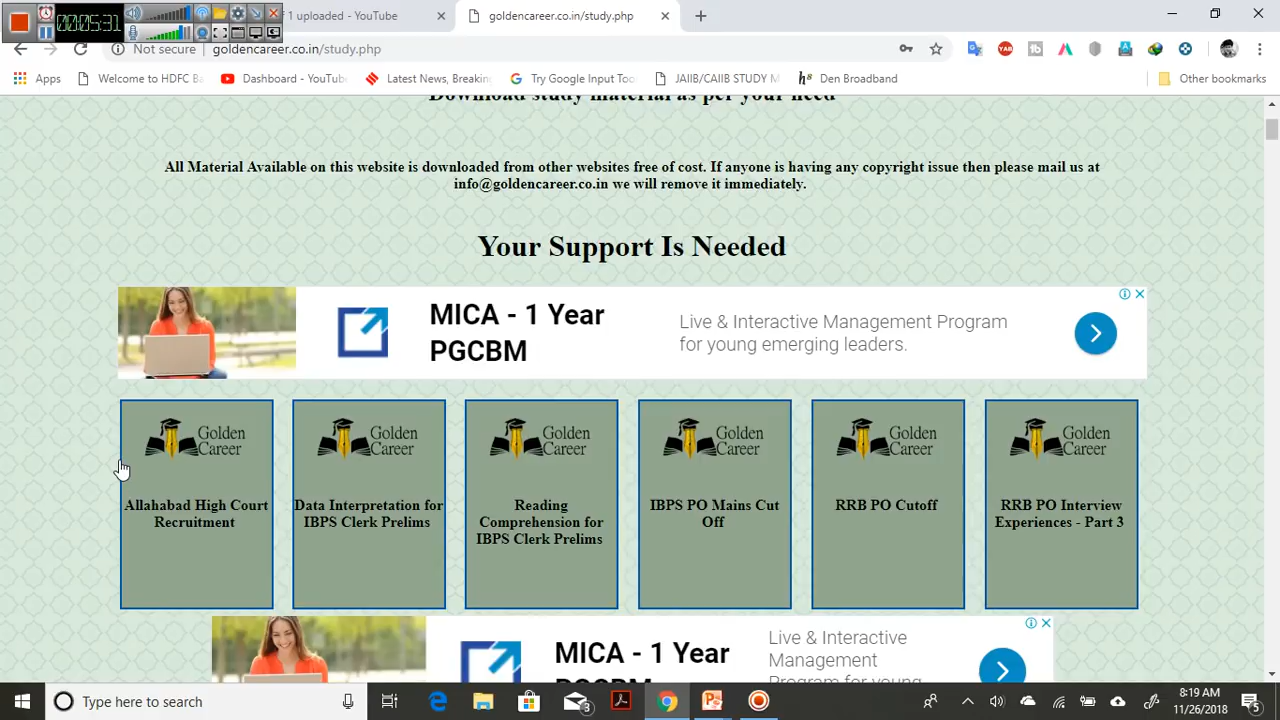 00:05:31
1 uploaded - YouTube
goldencareer.co.in/study.php
Not secure
goldencareer.co.in/study.php
Apps
Welcome to HDFC Ba
Dashboard - YouTub
Latest News, Breakin
Try Google Input Too
JAIIB/CAIIB STUDY M
Den Broadband
Other bookmarks
Download study material as per your need
All Material Available on this website is downloaded from other websites free of cost. If anyone is having any copyright issue then please mail us at
info@goldencareer.co.in we will remove it immediately.
Your Support Is Needed
MICA - 1 Year
PGCBM
Live & Interactive Management Program
for young emerging leaders.
Golden
Career
Allahabad High Court
Recruitment
Golden
Career
Data Interpretation for
IBPS Clerk Prelims
Golden
Career
Reading
Comprehension for
IBPS Clerk Prelims
Golden
Career
IBPS PO Mains Cut
Off
Golden
Career
RRB PO Cutoff
Golden
Career
RRB PO Interview
Experiences - Part 3
MICA - 1 Year
Live & Interactive
Management
Program for young
Type here to search
3
8:19 AM
11/26/2018
5